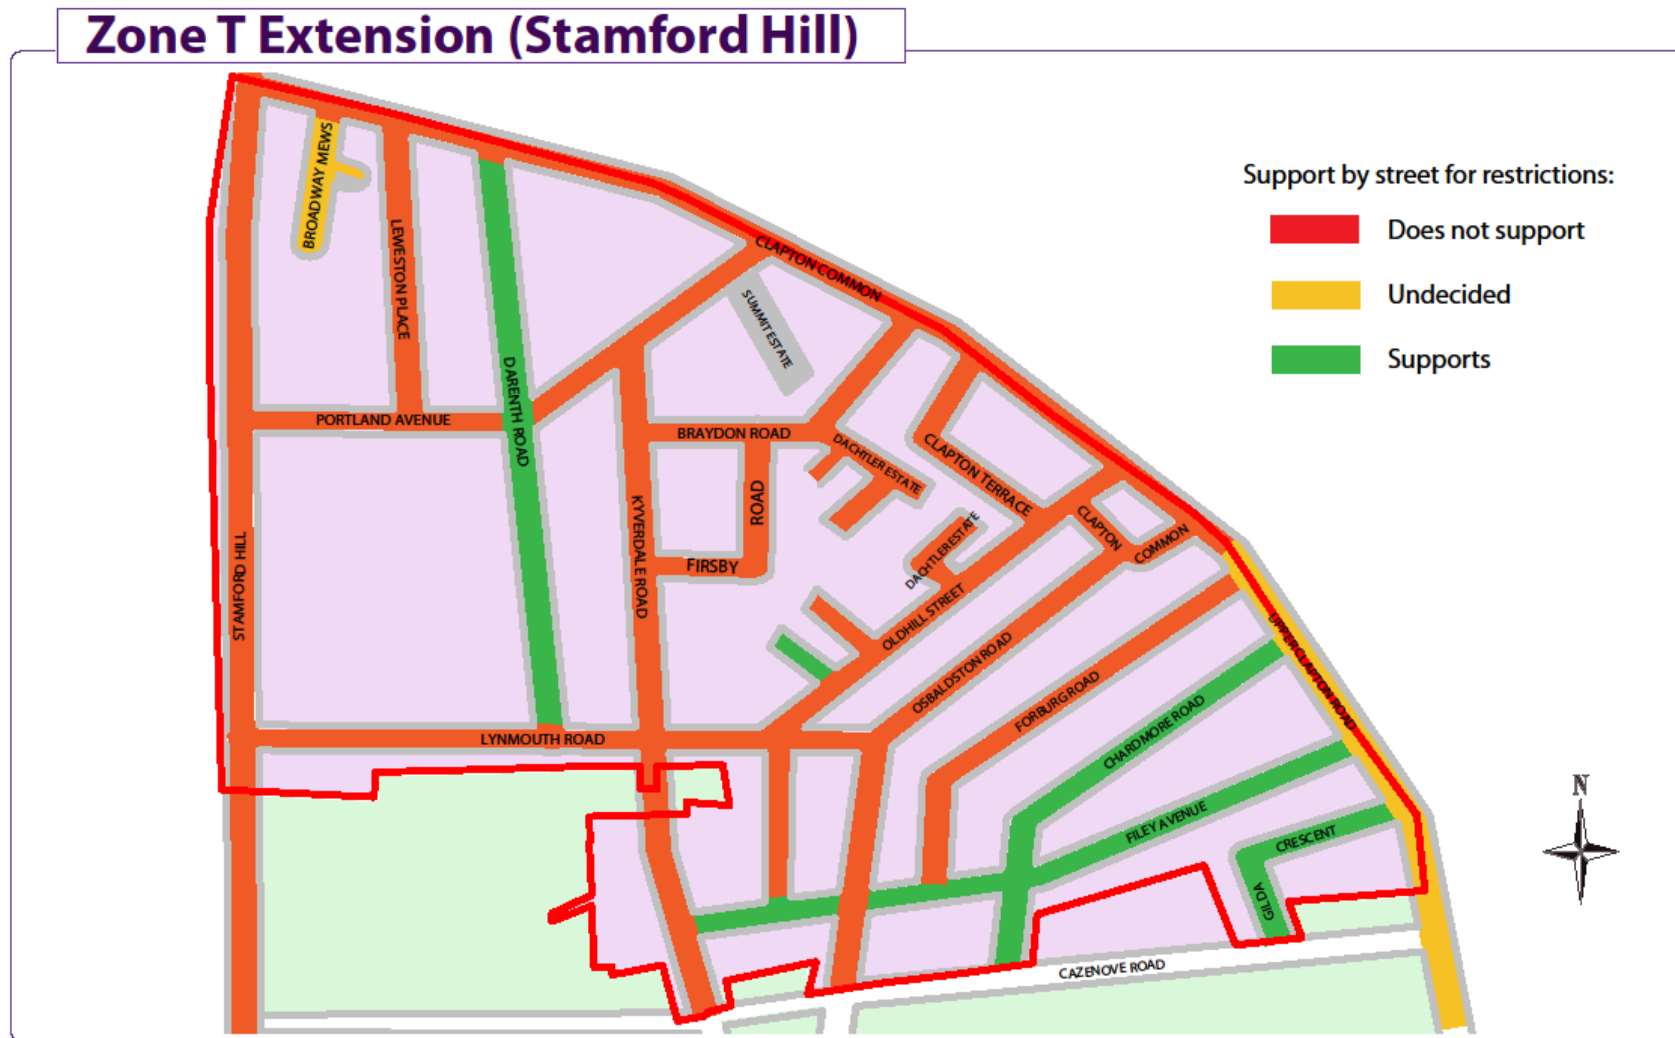 Zone T Extension (Stamford Hill)
Support by street for restrictions:
Does not support
Undecided
Supports
N
BROADWAY MEWS
LEWESTON PLACE
DARENTH ROAD
CLAPTON COMMON
SUMMIT ESTATE
PORTLAND AVENUE
BRAYDON ROAD
DACHTLER ESTATE
CLAPTON TERRACE
KYVERDALE ROAD
ROAD
FIRSBY
STAMFORD HILL
DACHTLER ESTATE
CLAPTON
COMMON
OLDHILL STREET
OSBALDSTON ROAD
FORBURG ROAD
UPPER CLAPTON ROAD
CHARDMORE ROAD
LYNMOUTH ROAD
FILEY AVENUE
CRESCENT
GILDA
CAZENOVE ROAD